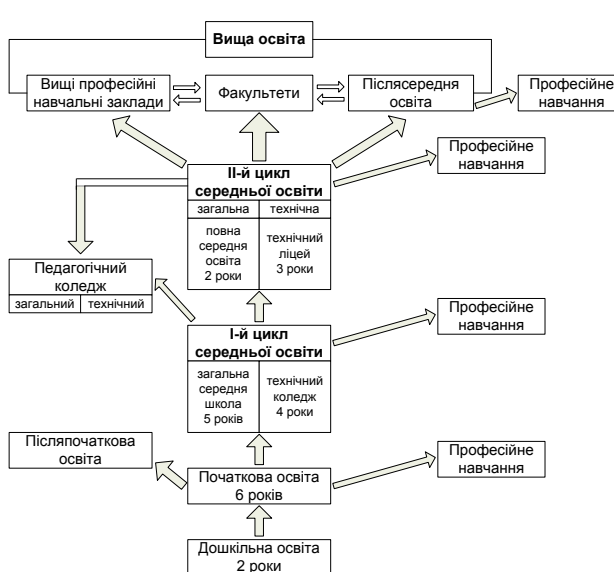 Вища освіта
Вищі професійні
навчальні заклади
Факультети
Післясередня
освіта
Професійне
навчання
Професійне
навчання
ІІ-й цикл
середньої освіти
загальна
технічна
повна
середня
освіта
2 роки
технічний
ліцей
3 роки
Педагогічний
коледж
загальний
технічний
І-й цикл
середньої освіти
загальна
середня
школа
5 років
технічний
коледж
4 роки
Професійне
навчання
Післяпочаткова
освіта
Початкова освіта
6 років
Професійне
навчання
Дошкільна освіта
2 роки